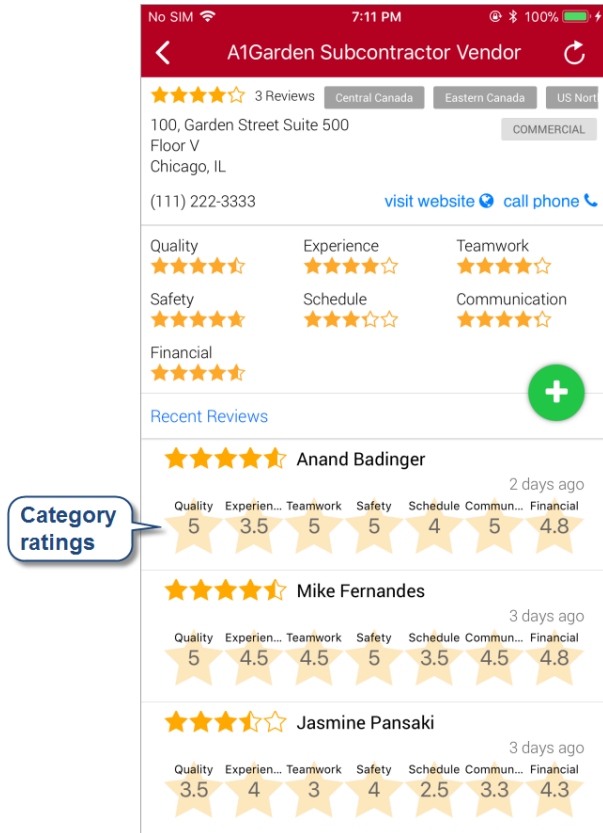 No SIM 7:11 PM 100%
A1Garden Subcontractor Vendor
3 Reviews Central Canada Eastern Canada US Nort
100, Garden Street Suite 500 COMMERCIAL
Floor V
Chicago, IL
(111) 222-3333 visit website call phone
Quality Experience Teamwork
Safety Schedule Communication
Financial
+
Recent Reviews
Anand Badinger
2 days ago
Category
ratings
Quality Experien... Teamwork Safety Schedule Commun... Financial
5 3.5 5 5 4 5 4.8
Mike Fernandes
3 days ago
Quality Experien... Teamwork Safety Schedule Commun... Financial
5 4.5 4.5 5 3.5 4.5 4.8
Jasmine Pansaki
3 days ago
Quality Experien... Teamwork Safety Schedule Commun... Financial
3.5 4 3 4 2.5 3.3 4.3